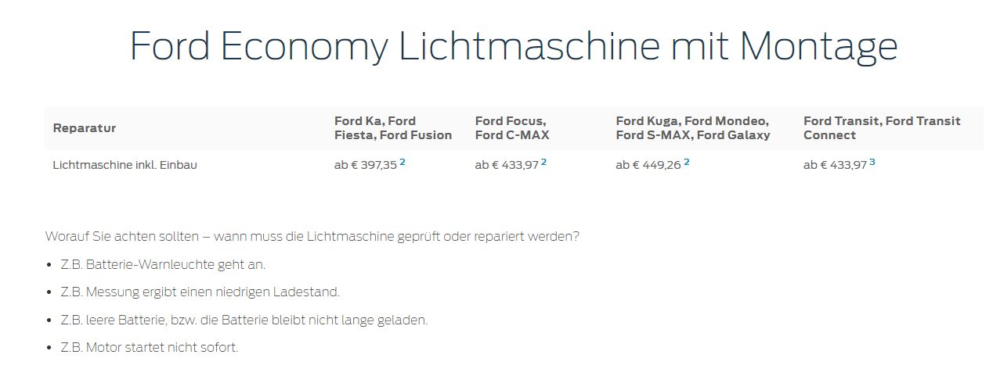 Ford Economy Lichtmaschine mit Montage
Reparatur
Ford Ka, Ford
Fiesta, Ford Fusion
Ford Focus,
Ford C-MAX
Ford Kuga, Ford Mondeo,
Ford S-MAX, Ford Galaxy
Ford Transit, Ford Transit
Connect
Lichtmaschine inkl. Einbau
ab € 397,35 2
ab € 433,97 2
ab € 449,26 2
ab € 433,97 3
Worauf Sie achten sollten – wann muss die Lichtmaschine geprüft oder repariert werden?
• Z.B. Batterie-Warnleuchte geht an.
• Z.B. Messung ergibt einen niedrigen Ladestand.
• Z.B. leere Batterie, bzw. die Batterie bleibt nicht lange geladen.
• Z.B. Motor startet nicht sofort.